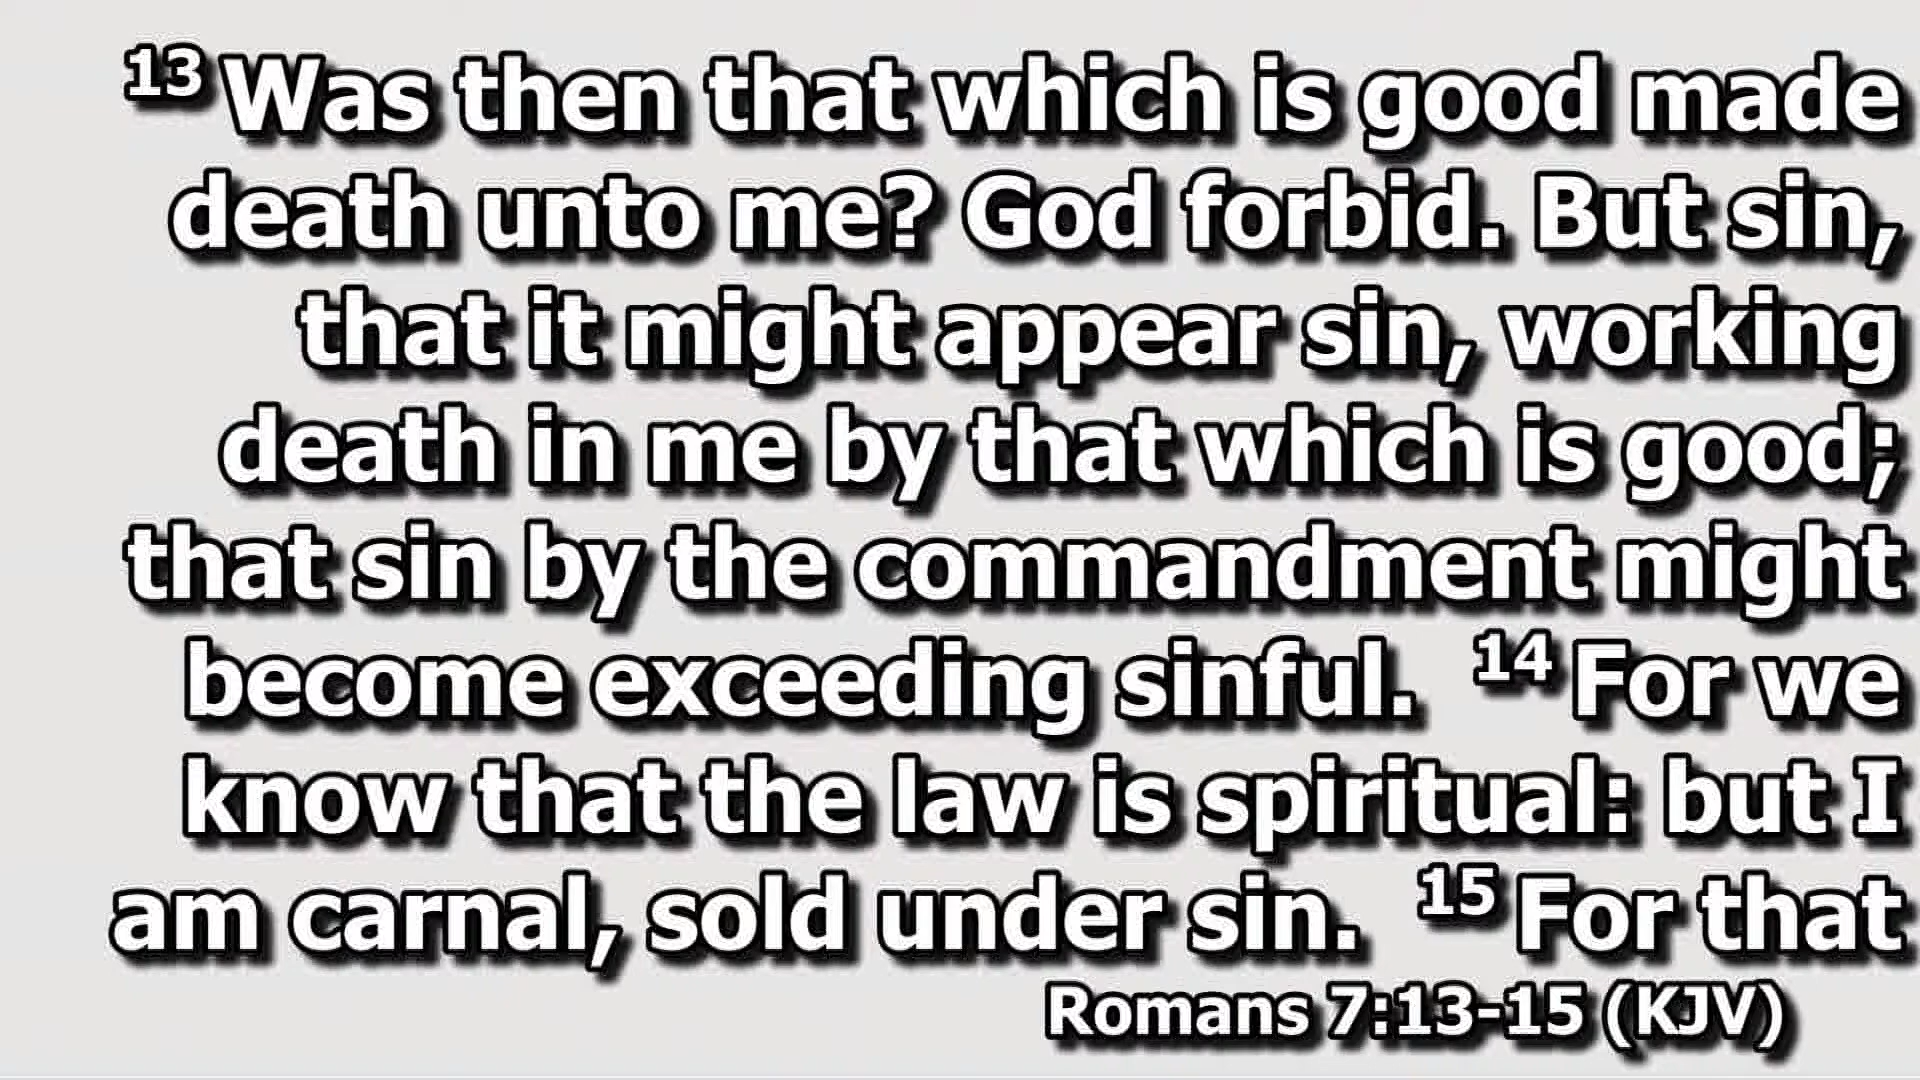 13 Was then that which is good made
death unto me? God forbid. But sin,
that it might appear sin, working
death in me by that which is good;
that sin by the commandment might
become exceeding sinful. 14 For we
know that the law is spiritual: but I
am carnal, sold under sin. 15 For that
Romans 7:13-15 (KJV)